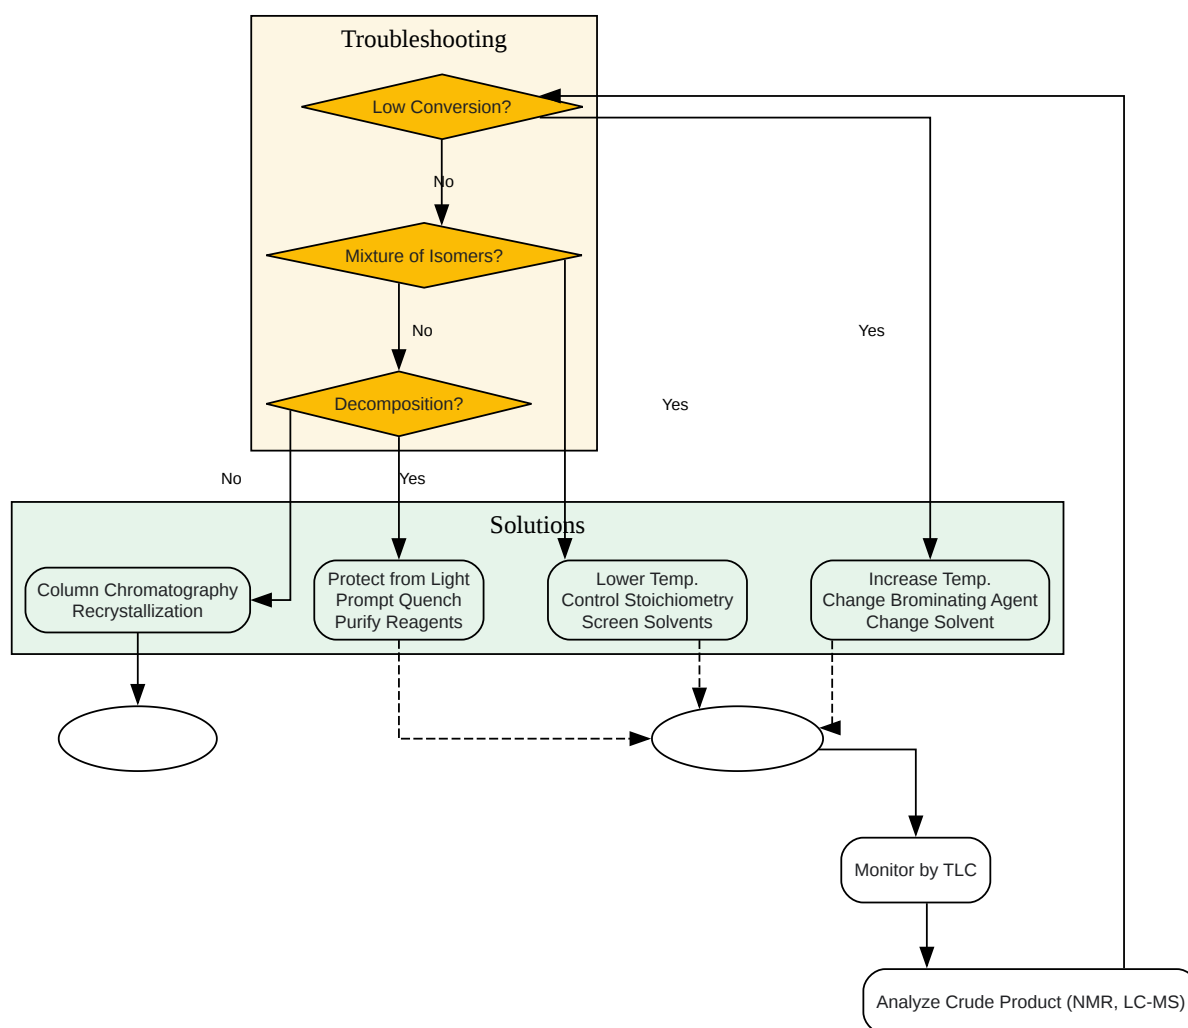 Troubleshooting
Low Conversion?
No
Mixture of Isomers?
No
Yes
Decomposition?
Yes
No
Yes
Solutions
Column Chromatography
Recrystallization
Protect from Light
Prompt Quench
Purify Reagents
Lower Temp.
Control Stoichiometry
Screen Solvents
Increase Temp.
Change Brominating Agent
Change Solvent
Monitor by TLC
Analyze Crude Product (NMR, LC-MS)